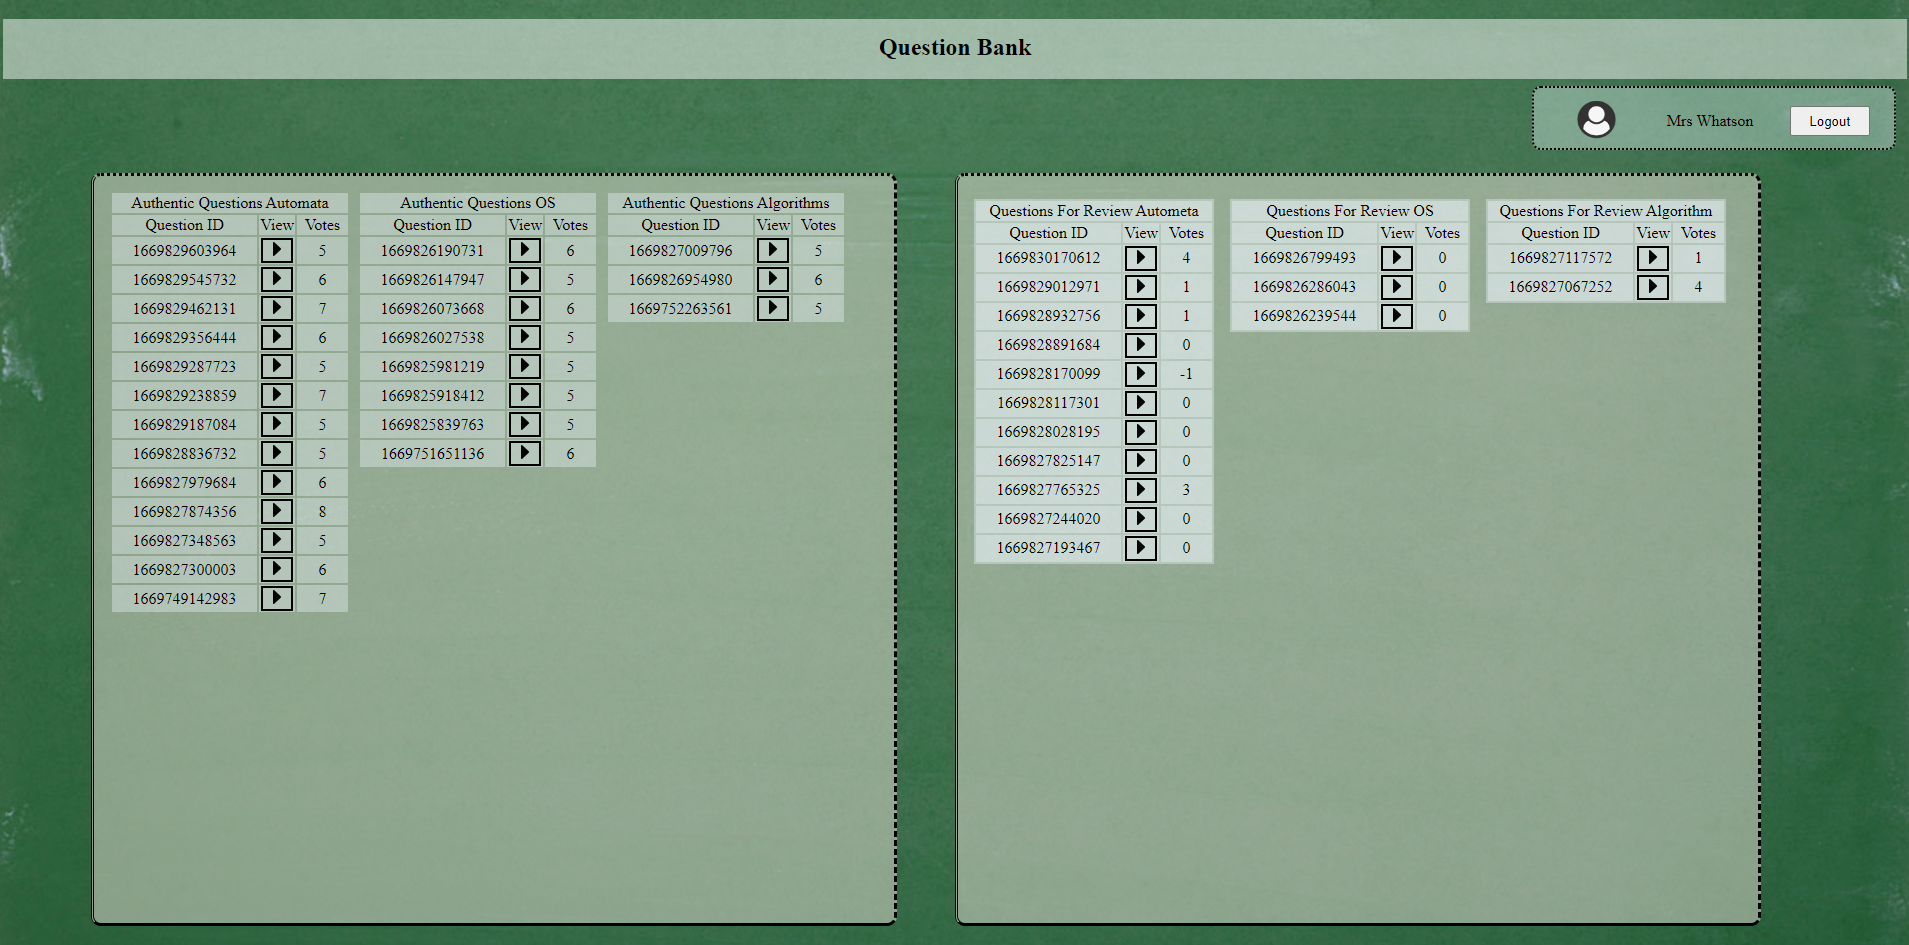 Question Bank
Mrs Whatson
Logout
Authentic Questions Automata
Question ID View Votes
1669829603964 5
1669829545732 6
1669829462131 7
1669829356444 6
1669829287723 5
1669829238859 7
1669829187084 5
1669828836732 5
1669827979684 6
1669827874356 8
1669827348563 5
1669827300003 6
1669749142983 7
Authentic Questions OS
Question ID View Votes
1669826190731 6
1669826147947 5
1669826073668 6
1669826027538 5
1669825981219 5
1669825918412 5
1669825839763 5
1669751651136 6
Authentic Questions Algorithms
Question ID View Votes
1669827009796 5
1669826954980 6
1669752263561 5
Questions For Review Autometa
Question ID View Votes
1669830170612 4
1669829012971 1
1669828932756 1
1669828891684 0
1669828170099 -1
1669828117301 0
1669828028195 0
1669827825147 0
1669827765325 3
1669827244020 0
1669827193467 0
Questions For Review OS
Question ID View Votes
1669826799493 0
1669826286043 0
1669826239544 0
Questions For Review Algorithm
Question ID View Votes
1669827117572 1
1669827067252 4